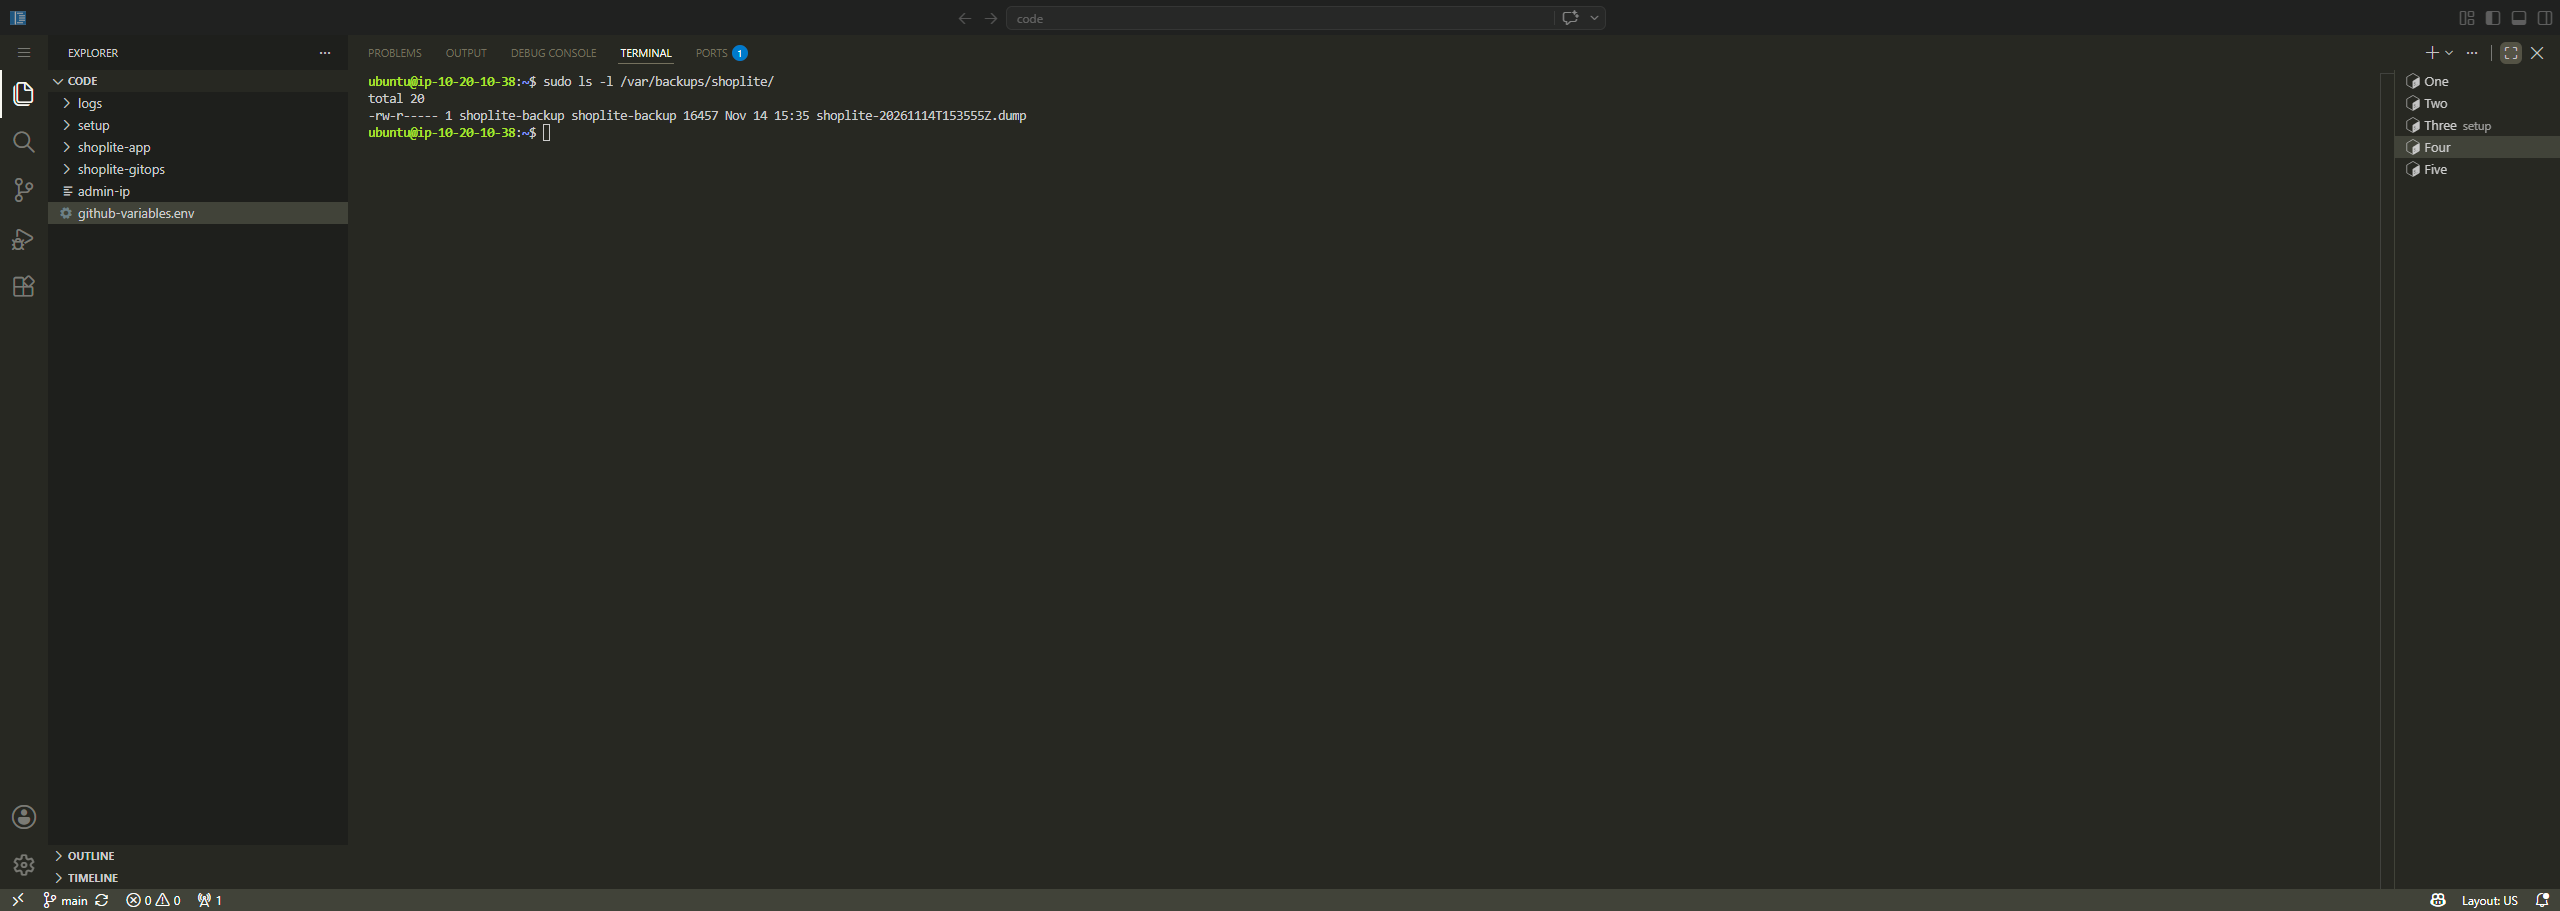 code
EXPLORER
CODE
logs
setup
shoplite-app
shoplite-gitops
admin-ip
github-variables.env
OUTLINE
TIMELINE
PROBLEMS OUTPUT DEBUG CONSOLE TERMINAL PORTS 1
ubuntu@ip-10-20-10-38:~$ sudo ls -l /var/backups/shoplite/
total 20
-rw-r----- 1 shoplite-backup shoplite-backup 16457 Nov 14 15:35 shoplite-20261114T153555Z.dump
ubuntu@ip-10-20-10-38:~$
One
Two
Three setup
Four
Five
main 0 0 1
Layout: US